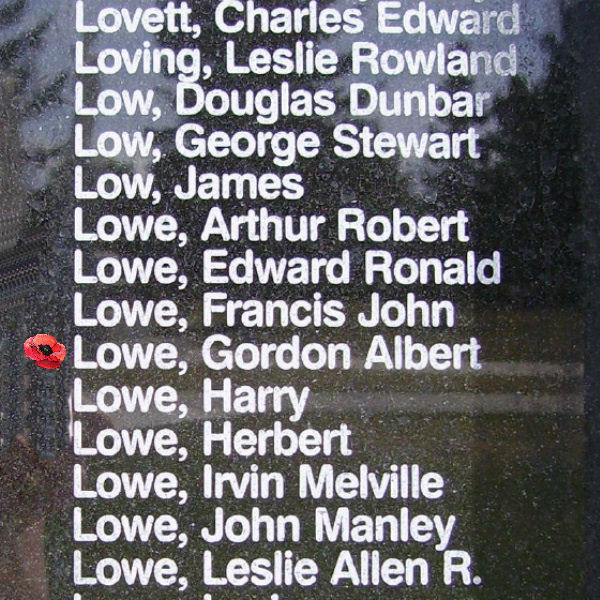 Lovett, Charles Edward
Loving, Leslie Rowland
Low, Douglas Dunbar
Low, George Stewart
Low, James
Lowe, Arthur Robert
Lowe, Edward Ronald
Lowe, Francis John
Lowe, Gordon Albert
Lowe, Harry
Lowe, Herbert
Lowe, Irvin Melville
Lowe, John Manley
Lowe, Leslie Allen R.